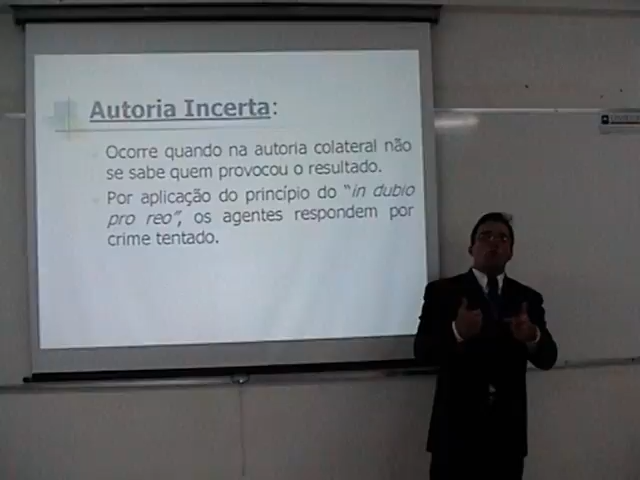 Autoria Incerta:
Ocorre quando na autoria colateral não
se sabe quem provocou o resultado.
Por aplicação do princípio do "in dubio
pro reo", os agentes respondem por
crime tentado.